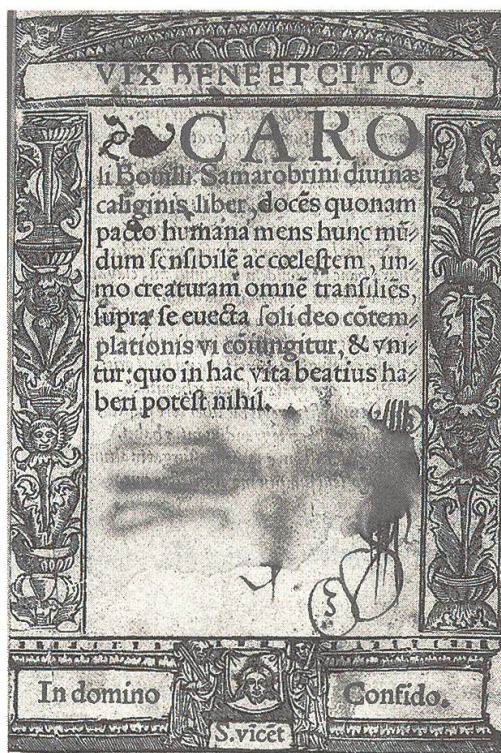 VIX BENE ET CITO.
CARO
li Bouilli Samarobrini diuinæ
caliginis liber, docẽs quonam
pacto humana mens hunc mũ⸗
dum sensibilẽ ac cœlestem, im⸗
mo creaturam omnẽ transiliẽs,
supra se euecta soli deo cõtem⸗
plationis vi cõiungitur, & vni⸗
tur: quo in hac vita beatius ha⸗
beri potest nihil.
In domino Confido.
S. vicẽt